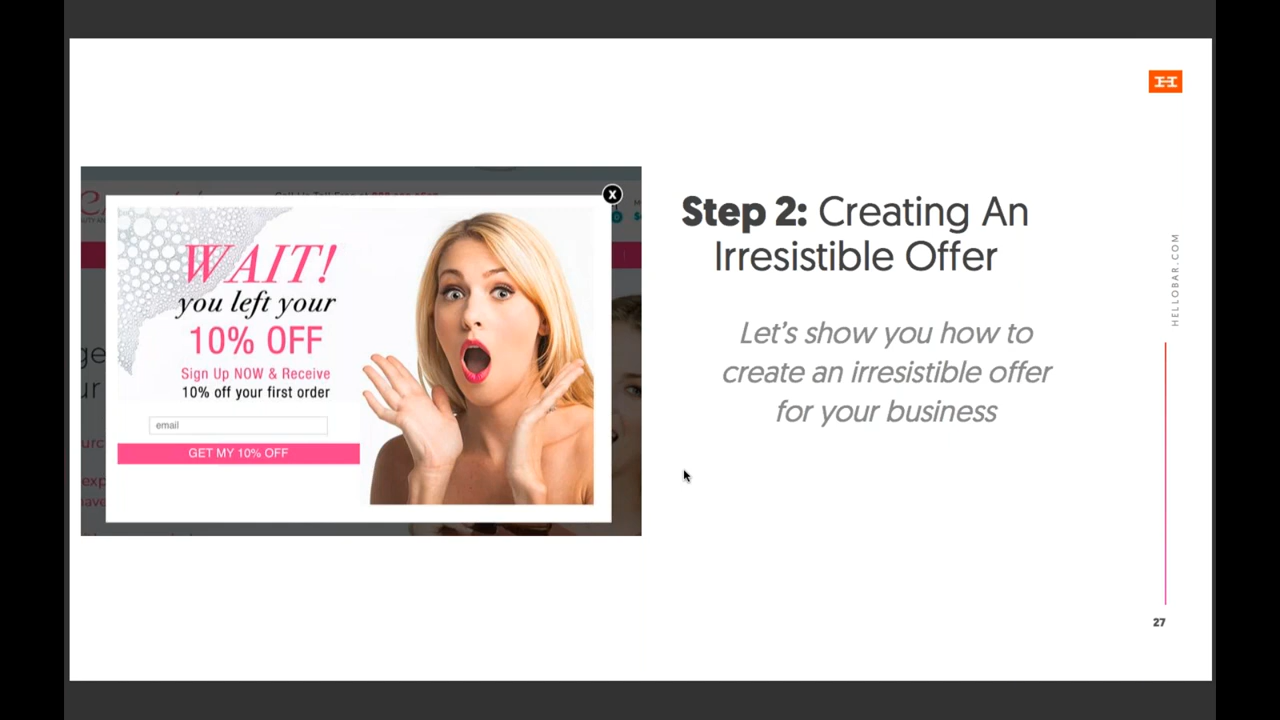 Step 2: Creating An
Irresistible Offer
Let's show you how to
create an irresistible offer
for your business
X
WAIT!
you left your
10% OFF
Sign Up NOW & Receive
10% off your first order
email
GET MY 10% OFF
HELLOBAR.COM
27